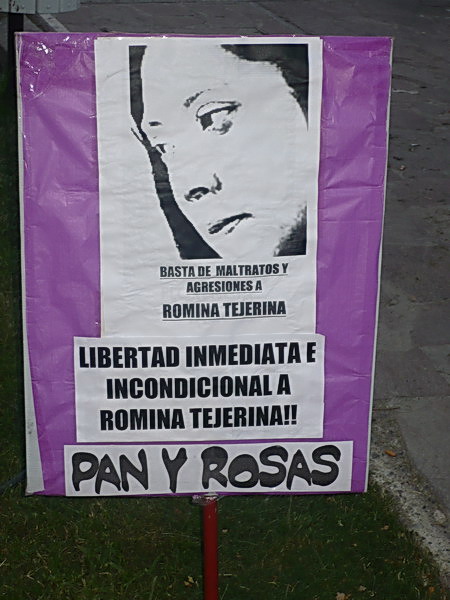 BASTA DE MALTRATOS Y
AGRESIONES A
ROMINA TEJERINA
LIBERTAD INMEDIATA E
INCONDICIONAL A
ROMINA TEJERINA!!
PAN Y ROSAS